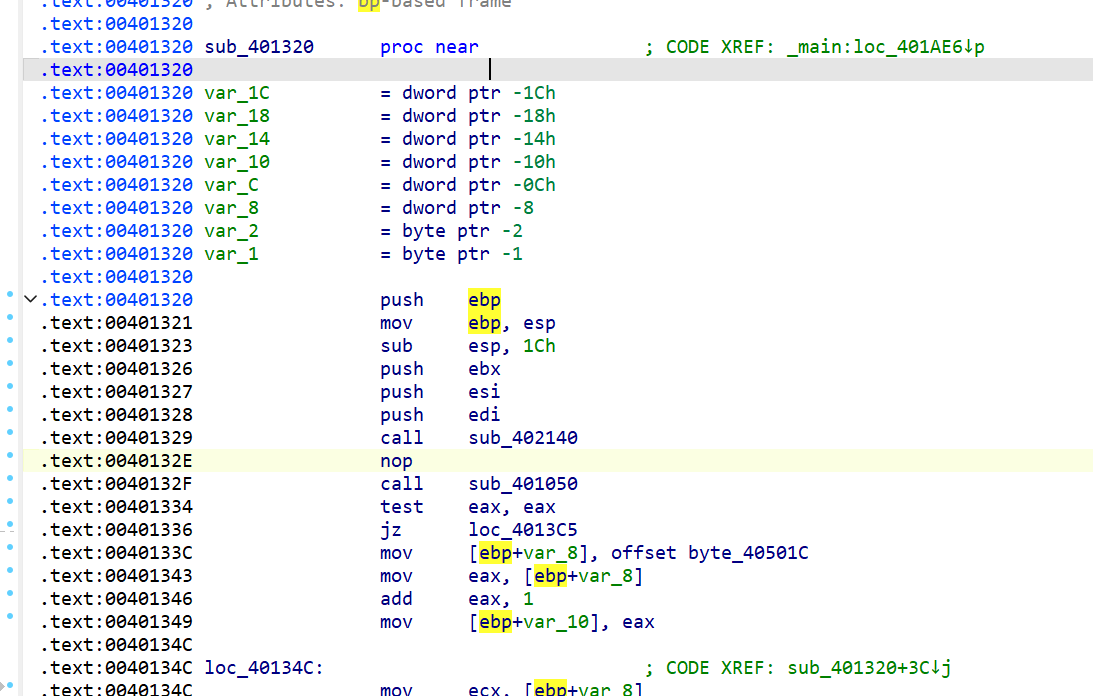 .text:00401320 ; Attributes: bp-based frame
.text:00401320
.text:00401320 sub_401320 proc near ; CODE XREF: _main:loc_401AE6↓p
.text:00401320
.text:00401320 var_1C = dword ptr -1Ch
.text:00401320 var_18 = dword ptr -18h
.text:00401320 var_14 = dword ptr -14h
.text:00401320 var_10 = dword ptr -10h
.text:00401320 var_C = dword ptr -0Ch
.text:00401320 var_8 = dword ptr -8
.text:00401320 var_2 = byte ptr -2
.text:00401320 var_1 = byte ptr -1
.text:00401320
.text:00401320 push ebp
.text:00401321 mov ebp, esp
.text:00401323 sub esp, 1Ch
.text:00401326 push ebx
.text:00401327 push esi
.text:00401328 push edi
.text:00401329 call sub_402140
.text:0040132E nop
.text:0040132F call sub_401050
.text:00401334 test eax, eax
.text:00401336 jz loc_4013C5
.text:0040133C mov [ebp+var_8], offset byte_40501C
.text:00401343 mov eax, [ebp+var_8]
.text:00401346 add eax, 1
.text:00401349 mov [ebp+var_10], eax
.text:0040134C
.text:0040134C loc_40134C: ; CODE XREF: sub_401320+3C↓j
.text:0040134C mov ecx, [ebp+var_8]